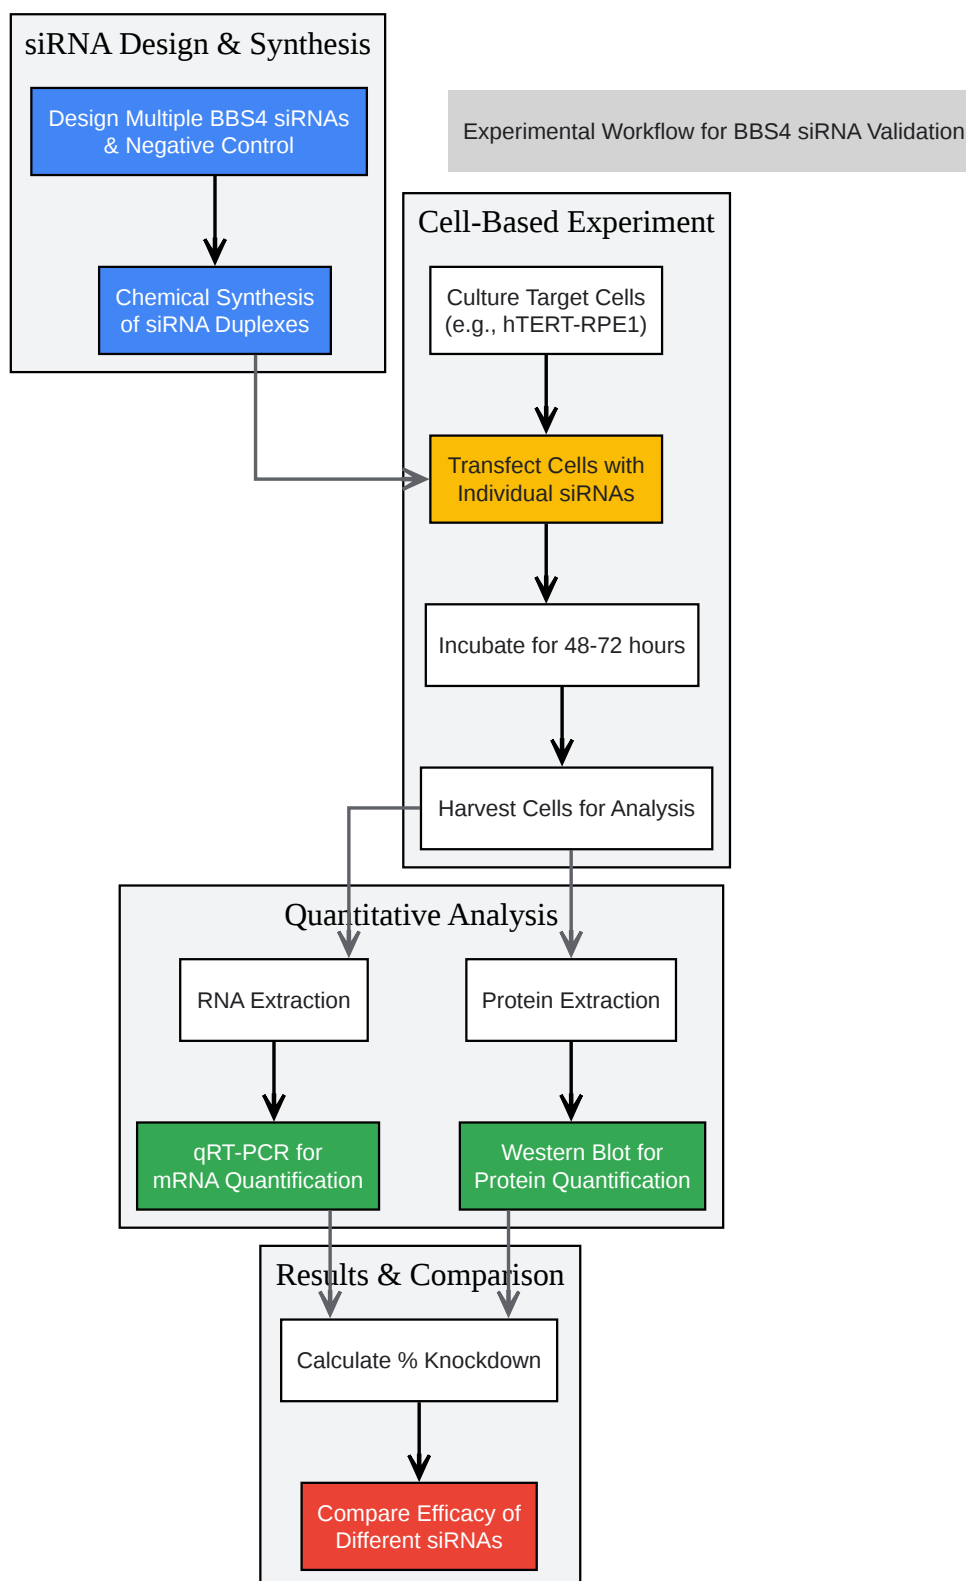 siRNA Design & Synthesis
Design Multiple BBS4 siRNAs
& Negative Control
Chemical Synthesis
of siRNA Duplexes
Experimental Workflow for BBS4 siRNA Validation
Cell-Based Experiment
Culture Target Cells
(e.g., hTERT-RPE1)
Transfect Cells with
Individual siRNAs
Incubate for 48-72 hours
Harvest Cells for Analysis
Quantitative Analysis
RNA Extraction
Protein Extraction
qRT-PCR for
mRNA Quantification
Western Blot for
Protein Quantification
Results & Comparison
Calculate % Knockdown
Compare Efficacy of
Different siRNAs